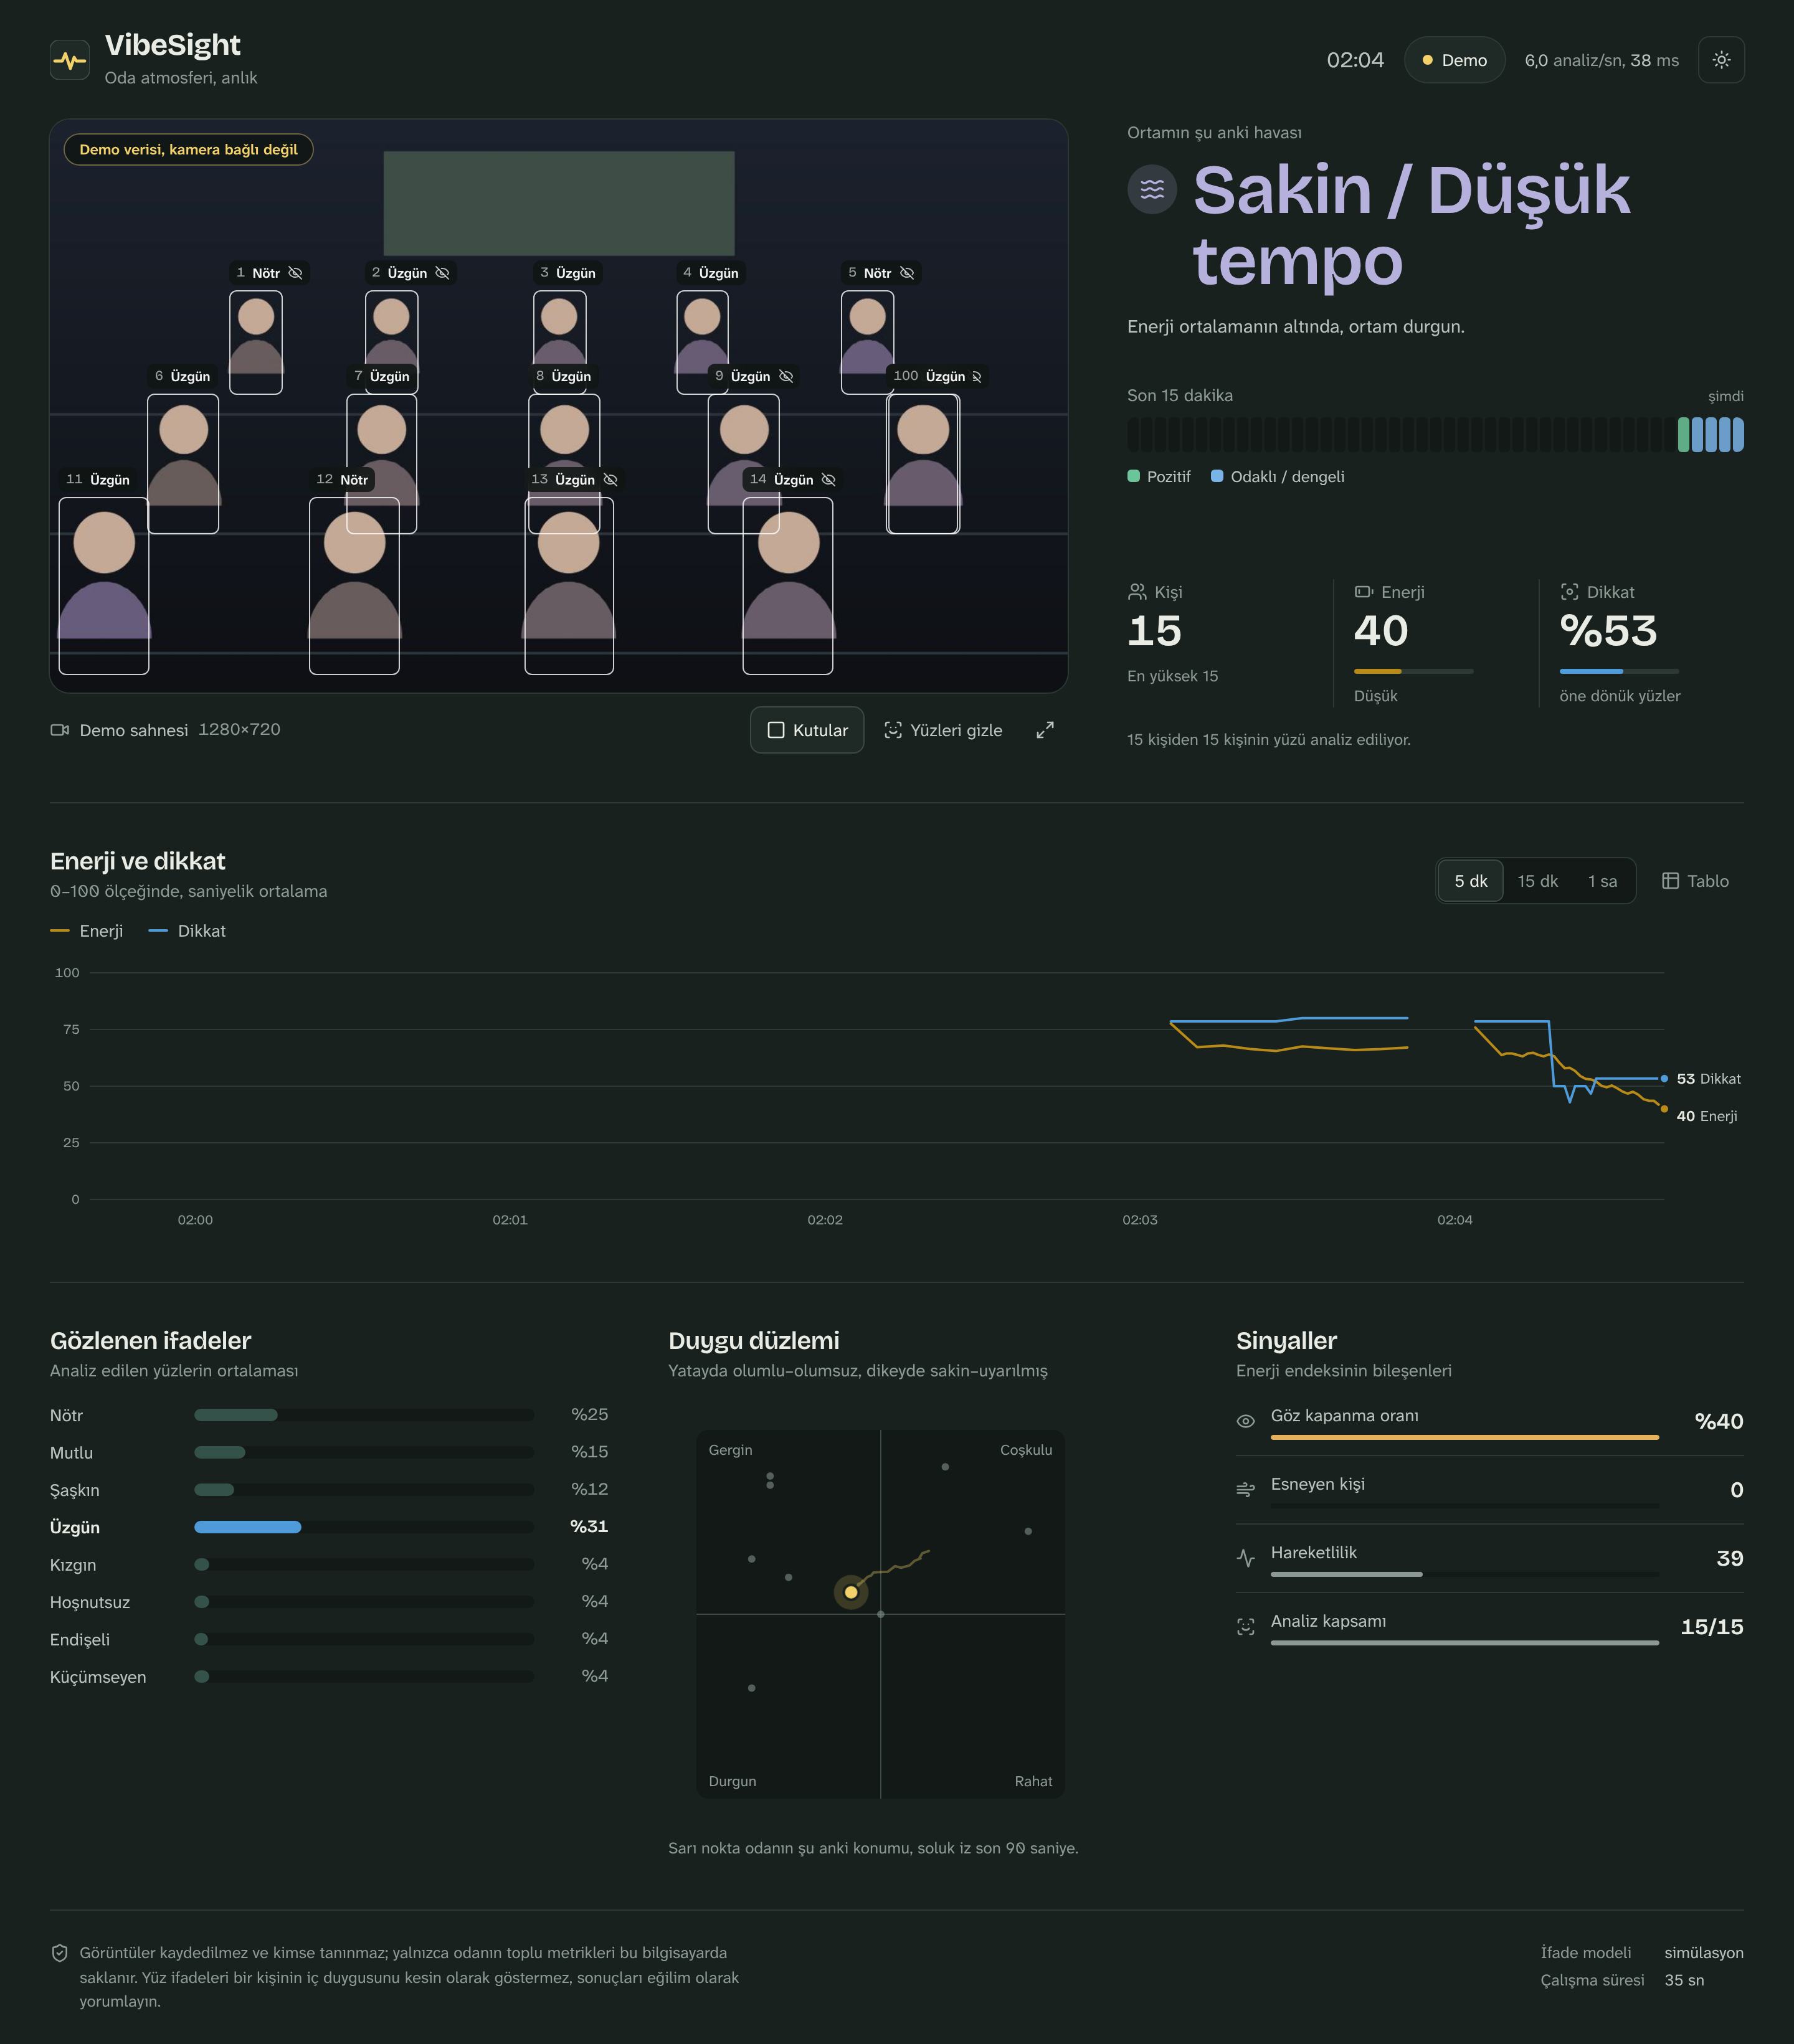 VibeSight
Oda atmosferi, anlık
02:04
Demo
6,0 analiz/sn, 38 ms
Demo verisi, kamera bağlı değil
1 Nötr
2 Üzgün
3 Üzgün
4 Üzgün
5 Nötr
6 Üzgün
7 Üzgün
8 Üzgün
9 Üzgün
100 Üzgün
11 Üzgün
12 Nötr
13 Üzgün
14 Üzgün
Demo sahnesi 1280×720
Kutular
Yüzleri gizle
Ortamın şu anki havası
Sakin / Düşük
tempo
Enerji ortalamanın altında, ortam durgun.
Son 15 dakika
şimdi
Pozitif
Odaklı / dengeli
Kişi
15
En yüksek 15
Enerji
40
Düşük
Dikkat
%53
öne dönük yüzler
15 kişiden 15 kişinin yüzü analiz ediliyor.
Enerji ve dikkat
0–100 ölçeğinde, saniyelik ortalama
5 dk
15 dk
1 sa
Tablo
Enerji
Dikkat
100
75
50
25
0
53 Dikkat
40 Enerji
02:00
02:01
02:02
02:03
02:04
Gözlenen ifadeler
Analiz edilen yüzlerin ortalaması
Nötr %25
Mutlu %15
Şaşkın %12
Üzgün %31
Kızgın %4
Hoşnutsuz %4
Endişeli %4
Küçümseyen %4
Duygu düzlemi
Yatayda olumlu–olumsuz, dikeyde sakin–uyarılmış
Gergin
Coşkulu
Durgun
Rahat
Sarı nokta odanın şu anki konumu, soluk iz son 90 saniye.
Sinyaller
Enerji endeksinin bileşenleri
Göz kapanma oranı %40
Esneyen kişi 0
Hareketlilik 39
Analiz kapsamı 15/15
Görüntüler kaydedilmez ve kimse tanınmaz; yalnızca odanın toplu metrikleri bu bilgisayarda
saklanır. Yüz ifadeleri bir kişinin iç duygusunu kesin olarak göstermez, sonuçları eğilim olarak
yorumlayın.
İfade modeli simülasyon
Çalışma süresi 35 sn